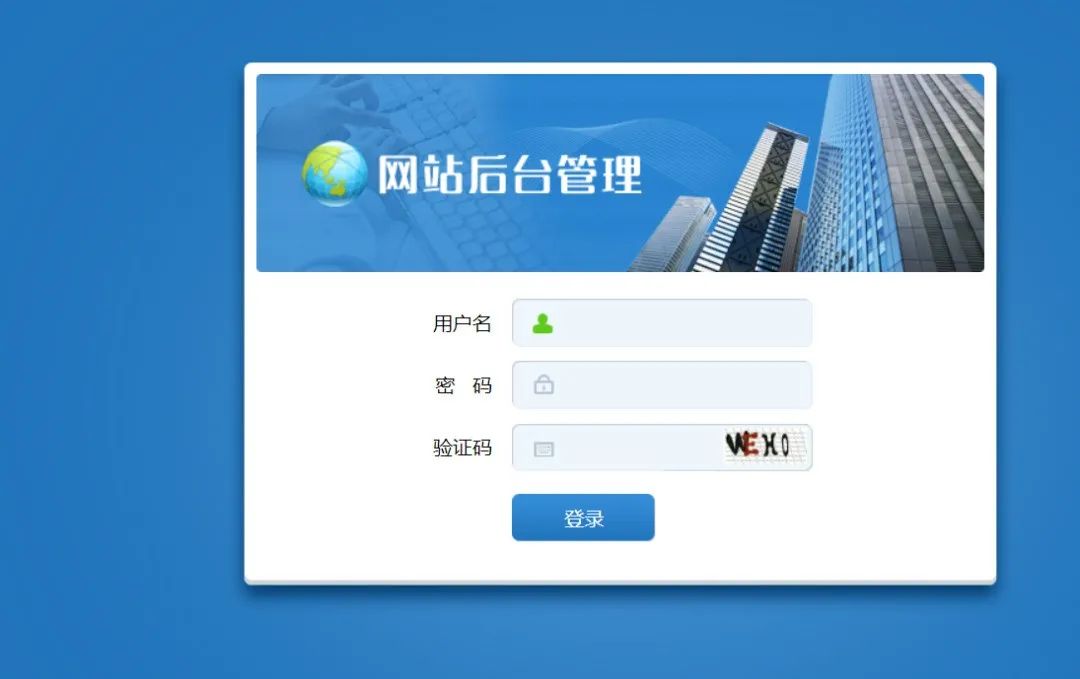 网站后台管理
用户名
密 码
验证码
登录